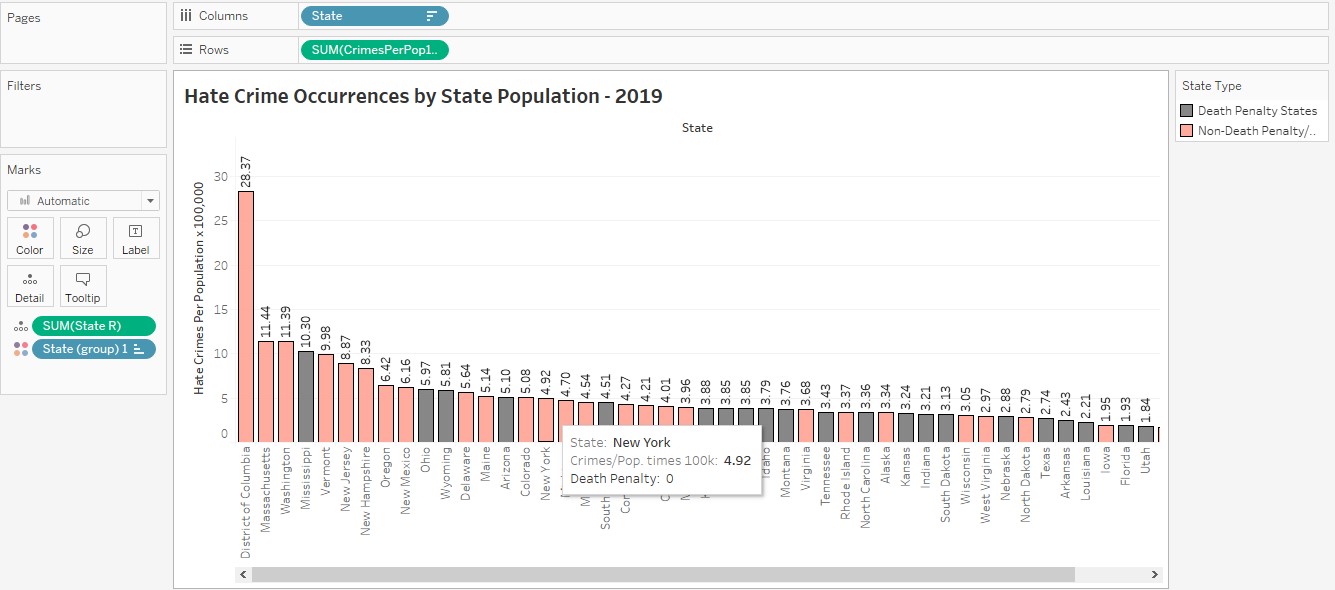 Pages
Columns
State
Rows
SUM(CrimesPerPop1..
Filters
Marks
Automatic
Color
Size
Label
Detail
Tooltip
SUM(State R)
State (group) 1
Hate Crime Occurrences by State Population - 2019
State
Hate Crimes Per Population x 100,000
30
25
20
15
10
5
0
28.37
11.44
11.39
10.30
9.98
8.87
8.33
6.42
6.16
5.97
5.81
5.64
5.14
5.10
5.08
4.92
4.70
4.54
4.51
4.27
4.21
4.01
3.96
3.88
3.85
3.85
3.79
3.76
3.68
3.43
3.37
3.36
3.34
3.24
3.21
3.13
3.05
2.97
2.88
2.79
2.74
2.43
2.21
1.95
1.93
1.84
District of Columbia
Massachusetts
Washington
Mississippi
Vermont
New Jersey
New Hampshire
Oregon
New Mexico
Ohio
Wyoming
Delaware
Maine
Arizona
Colorado
New York
South
Montana
Virginia
Tennessee
Rhode Island
North Carolina
Alaska
Kansas
Indiana
South Dakota
Wisconsin
West Virginia
Nebraska
North Dakota
Texas
Arkansas
Louisiana
Iowa
Florida
Utah
State: New York
Crimes/Pop. times 100k: 4.92
Death Penalty: 0
State Type
Death Penalty States
Non-Death Penalty/..